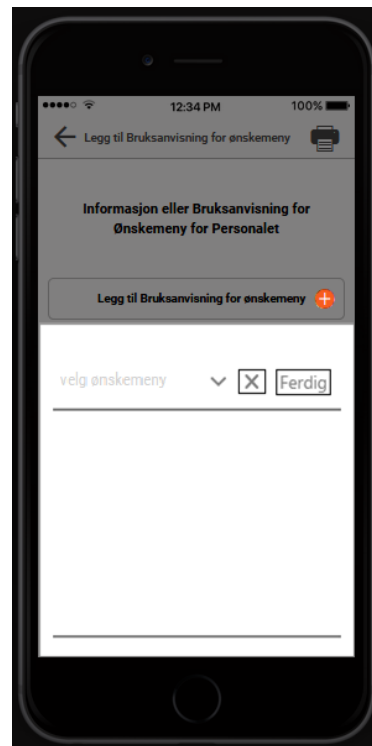 12:34 PM 100%
Legg til Bruksanvisning for ønskemeny
Informasjon eller Bruksanvisning for
Ønskemeny for Personalet
Legg til Bruksanvisning for ønskemeny
velg ønskemeny
X Ferdig